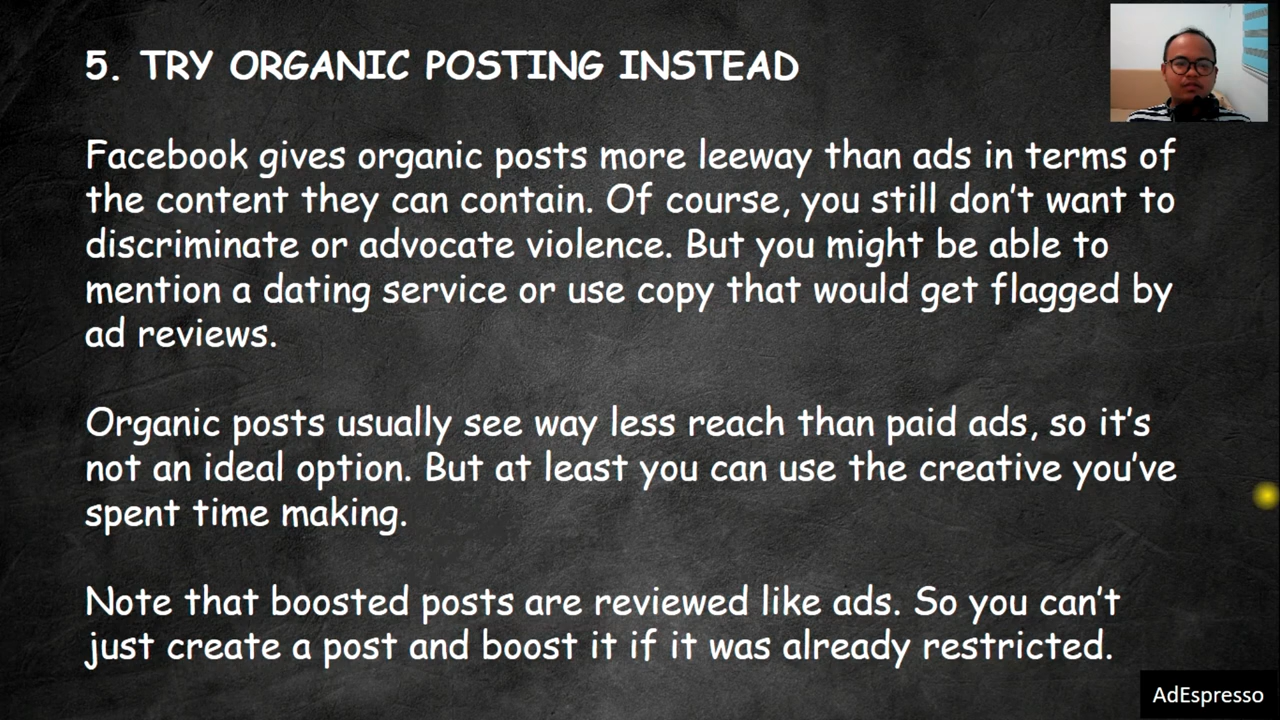 5. TRY ORGANIC POSTING INSTEAD
Facebook gives organic posts more leeway than ads in terms of
the content they can contain. Of course, you still don't want to
discriminate or advocate violence. But you might be able to
mention a dating service or use copy that would get flagged by
ad reviews.
Organic posts usually see way less reach than paid ads, so it's
not an ideal option. But at least you can use the creative you've
spent time making.
Note that boosted posts are reviewed like ads. So you can't
just create a post and boost it if it was already restricted.
AdEspresso